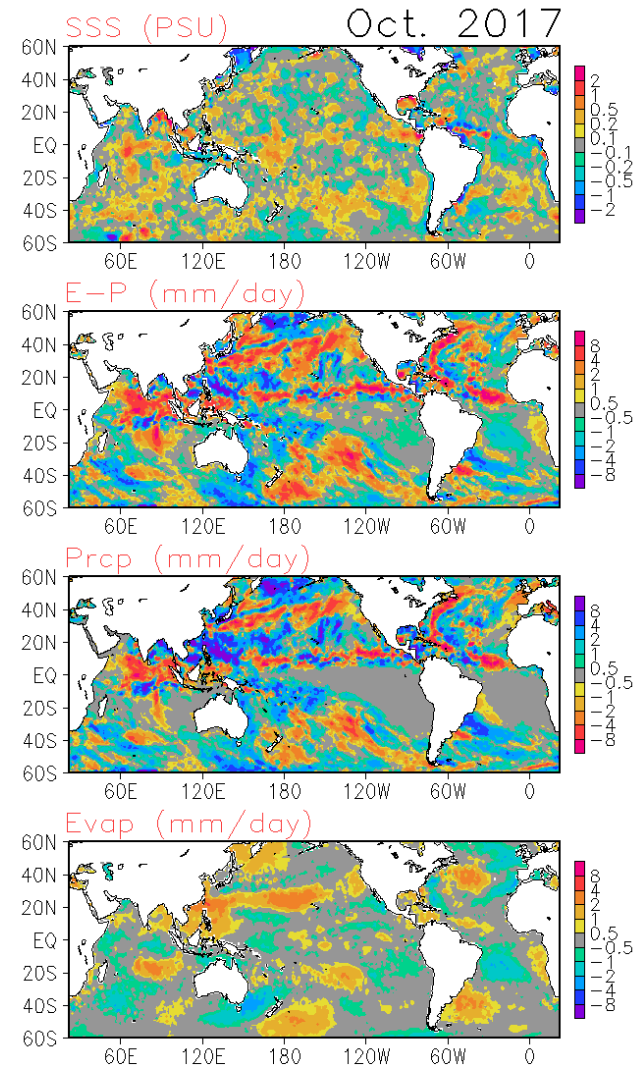 SSS (PSU) Oct. 2017
60N
40N
20N
EQ
20S
40S
60S
60E 120E 180 120W 60W 0
2
1
0.5
0.2
0.1
−0.1
−0.2
−0.5
−1
−2
E−P (mm/day)
60N
40N
20N
EQ
20S
40S
60S
60E 120E 180 120W 60W 0
8
4
2
1
0.5
−0.5
−1
−2
−4
−8
Prcp (mm/day)
60N
40N
20N
EQ
20S
40S
60S
60E 120E 180 120W 60W 0
8
4
2
1
0.5
−0.5
−1
−2
−4
−8
Evap (mm/day)
60N
40N
20N
EQ
20S
40S
60S
60E 120E 180 120W 60W 0
8
4
2
1
0.5
−0.5
−1
−2
−4
−8